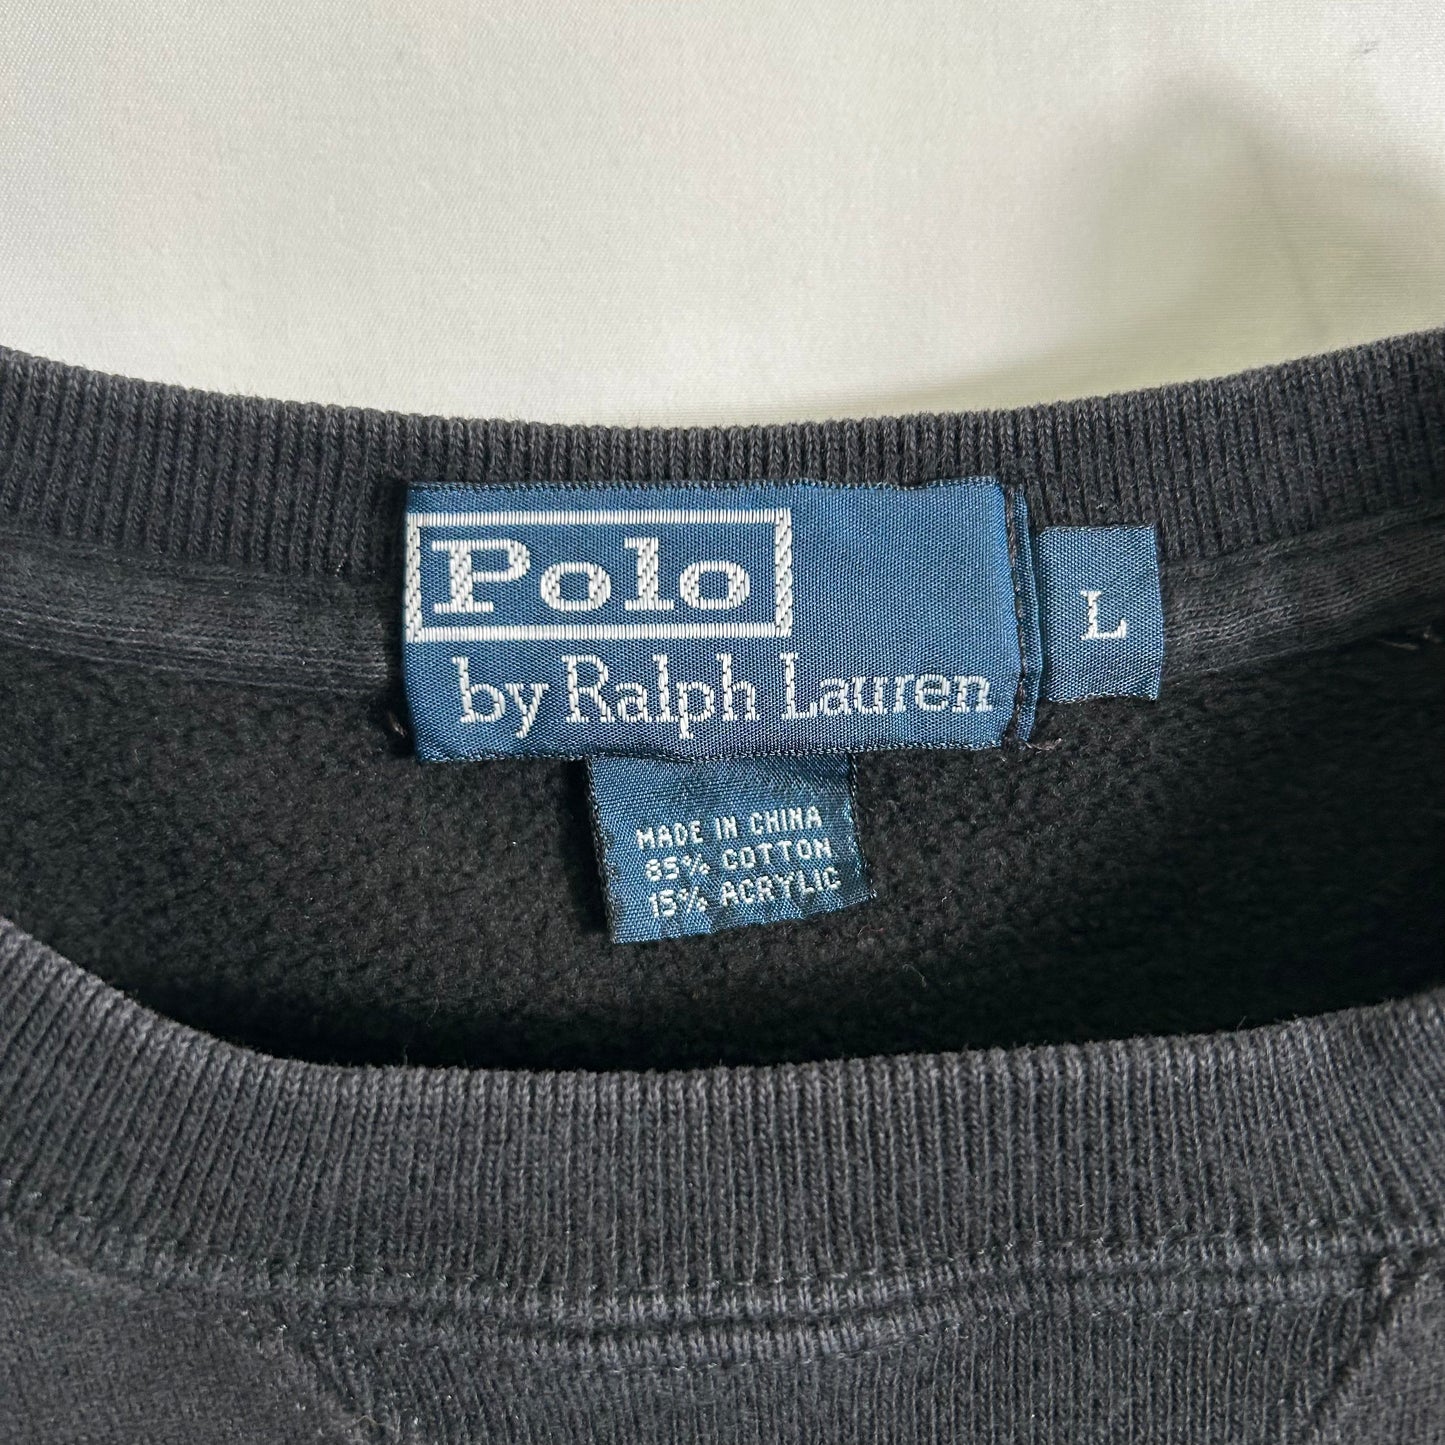 Polo
by Ralph Lauren
L
MADE IN CHINA
85% COTTON
15% ACRYLIC